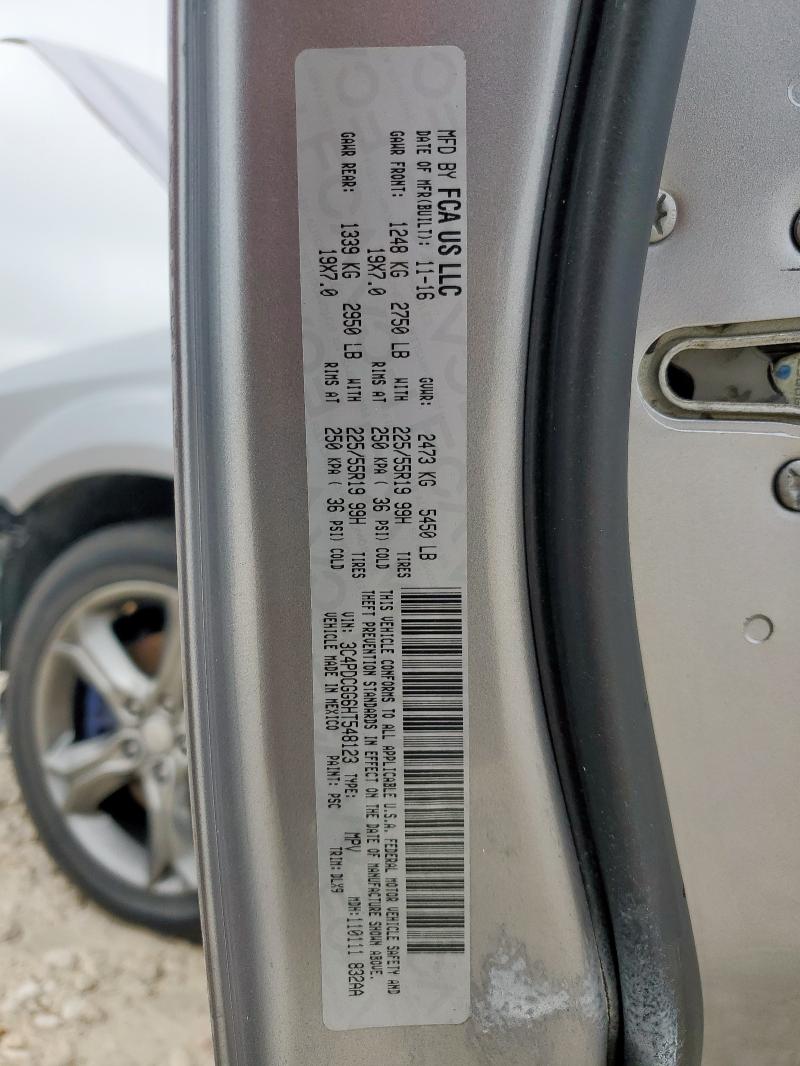 MFD BY FCA US LLC
DATE OF MFR(BUILT): 11-16 GVWR: 2473 KG 5450 LB
GAWR FRONT: 1248 KG 2750 LB WITH 225/55R19 99H TIRES
19X7.0 RIMS AT 250 KPA ( 36 PSI) COLD
GAWR REAR: 1339 KG 2950 LB WITH 225/55R19 99H TIRES
19X7.0 RIMS AT 250 KPA ( 36 PSI) COLD
THIS VEHICLE CONFORMS TO ALL APPLICABLE U.S.A. FEDERAL MOTOR VEHICLE SAFETY AND
THEFT PREVENTION STANDARDS IN EFFECT ON THE DATE OF MANUFACTURE SHOWN ABOVE.
VIN: 3C4PDCGG6HT548123 TYPE: MPV MDH:110111 832AA
VEHICLE MADE IN MEXICO PAINT: PSC TRIM: DLX9